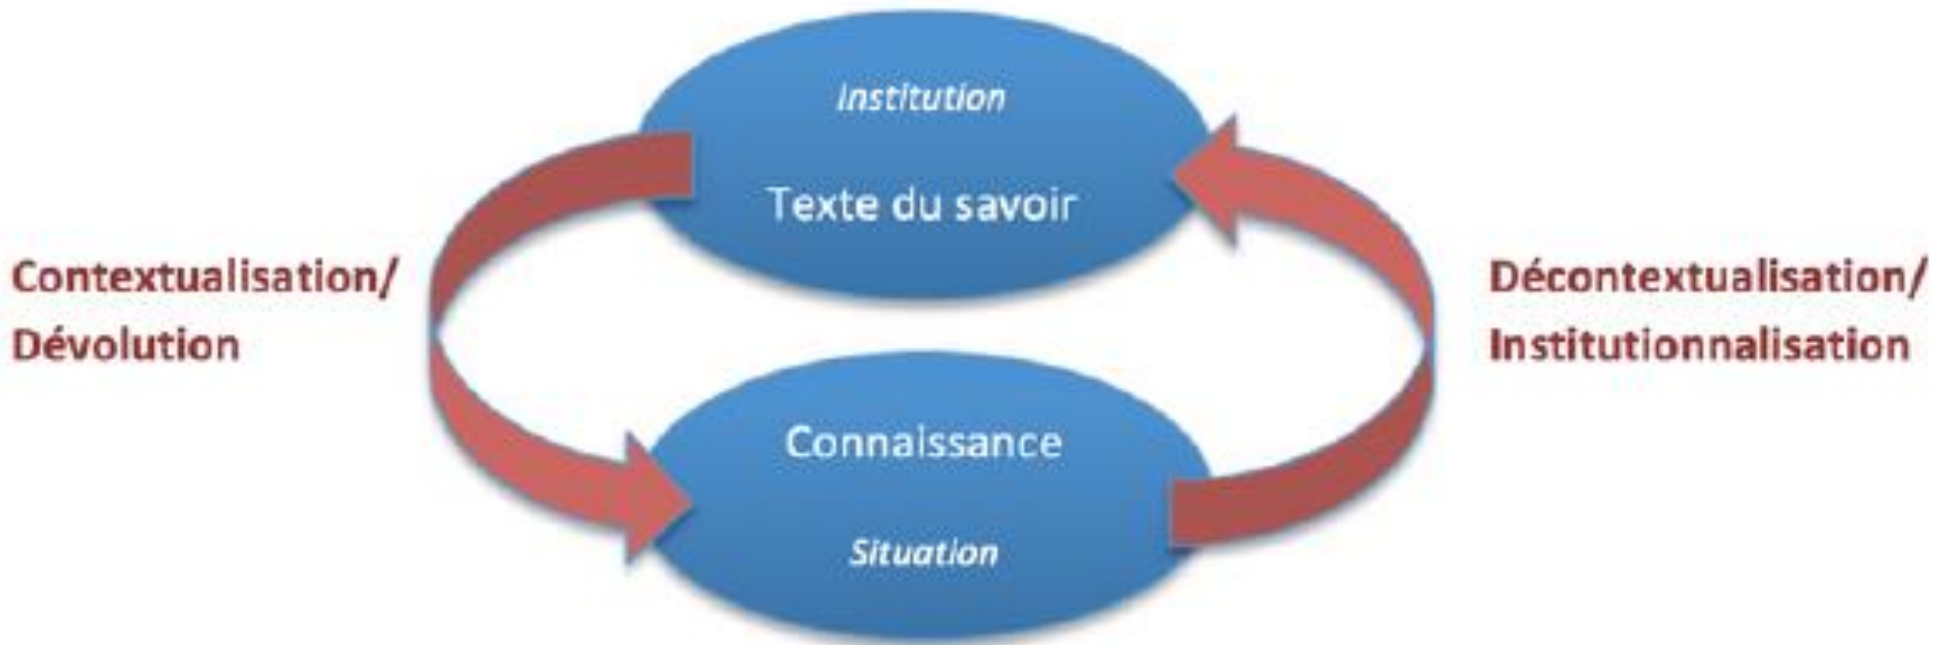 Institution
Texte du savoir
Contextualisation/
Dévolution
Décontextualisation/
Institutionnalisation
Connaissance
Situation